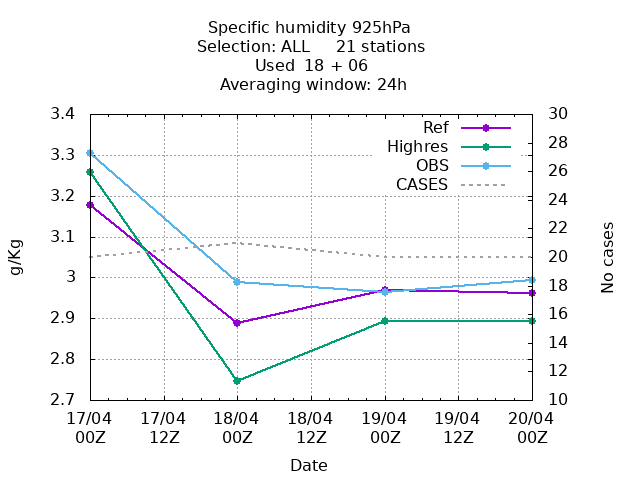 Specific humidity 925hPa
Selection: ALL     21 stations
Used  18 + 06
Averaging window: 24h
3.4
3.3
3.2
3.1
3
2.9
2.8
2.7
g/Kg
Ref
Highres
OBS
CASES
30
28
26
24
22
20
18
16
14
12
10
No cases
17/04 17/04 18/04 18/04 19/04 19/04 20/04
00Z 12Z 00Z 12Z 00Z 12Z 00Z
Date